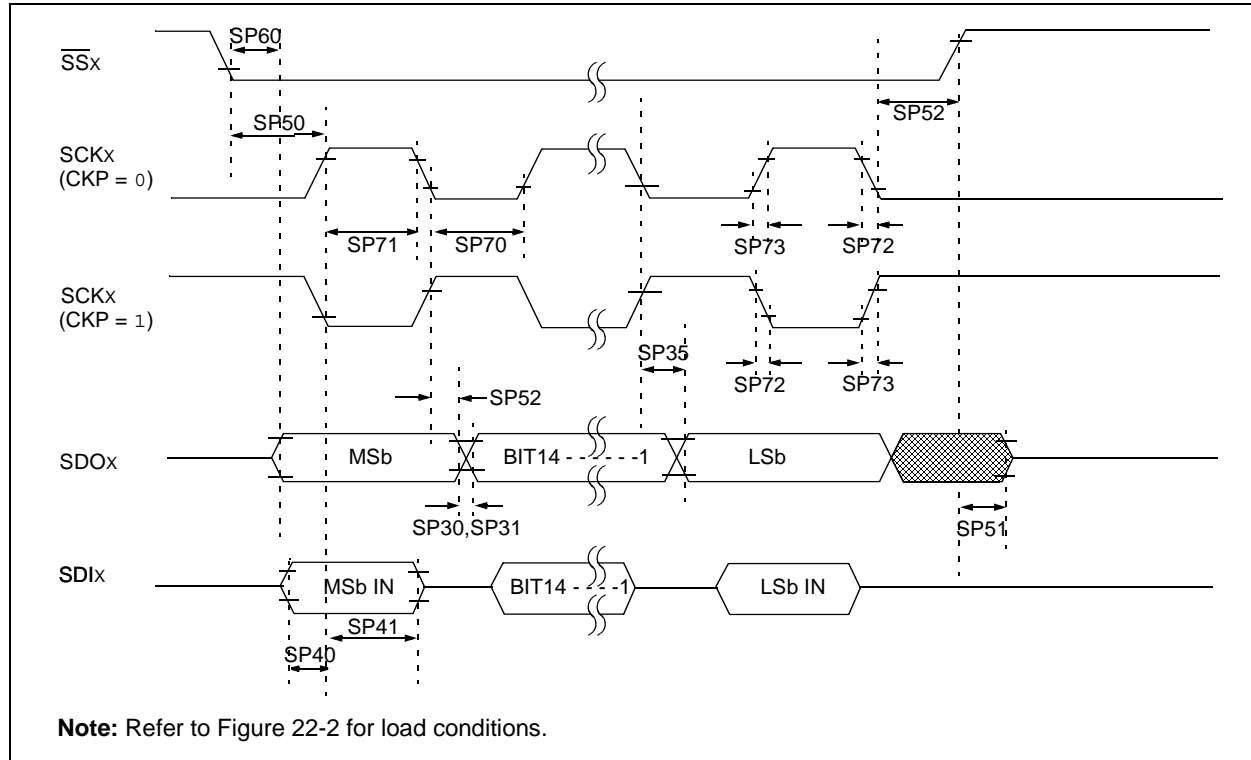 SP60
SSX
SP52
SP50
SCKX
(CKP = 0)
SP71
SP70
SP73
SP72
SCKX
(CKP = 1)
SP35
SP72
SP73
SP52
SDOX
MSb
BIT14 - - - - - -1
LSb
SP30,SP31
SP51
SDIX
MSb IN
BIT14 - - - - -1
LSb IN
SP41
SP40
Note: Refer to Figure 22-2 for load conditions.